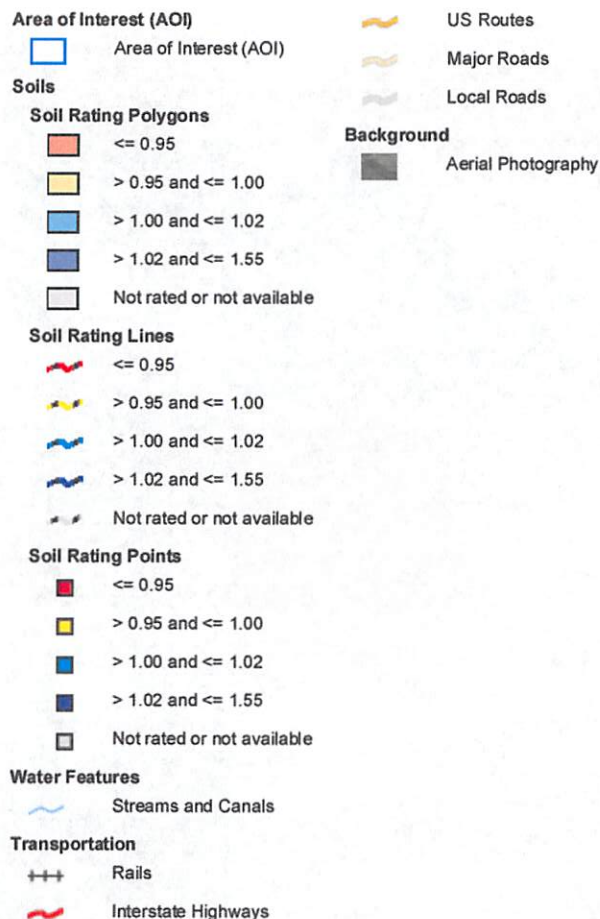 Area of Interest (AOI)
Area of Interest (AOI)
Soils
Soil Rating Polygons
<= 0.95
> 0.95 and <= 1.00
> 1.00 and <= 1.02
> 1.02 and <= 1.55
Not rated or not available
Soil Rating Lines
<= 0.95
> 0.95 and <= 1.00
> 1.00 and <= 1.02
> 1.02 and <= 1.55
Not rated or not available
Soil Rating Points
<= 0.95
> 0.95 and <= 1.00
> 1.00 and <= 1.02
> 1.02 and <= 1.55
Not rated or not available
Water Features
Streams and Canals
Transportation
Rails
Interstate Highways
US Routes
Major Roads
Local Roads
Background
Aerial Photography